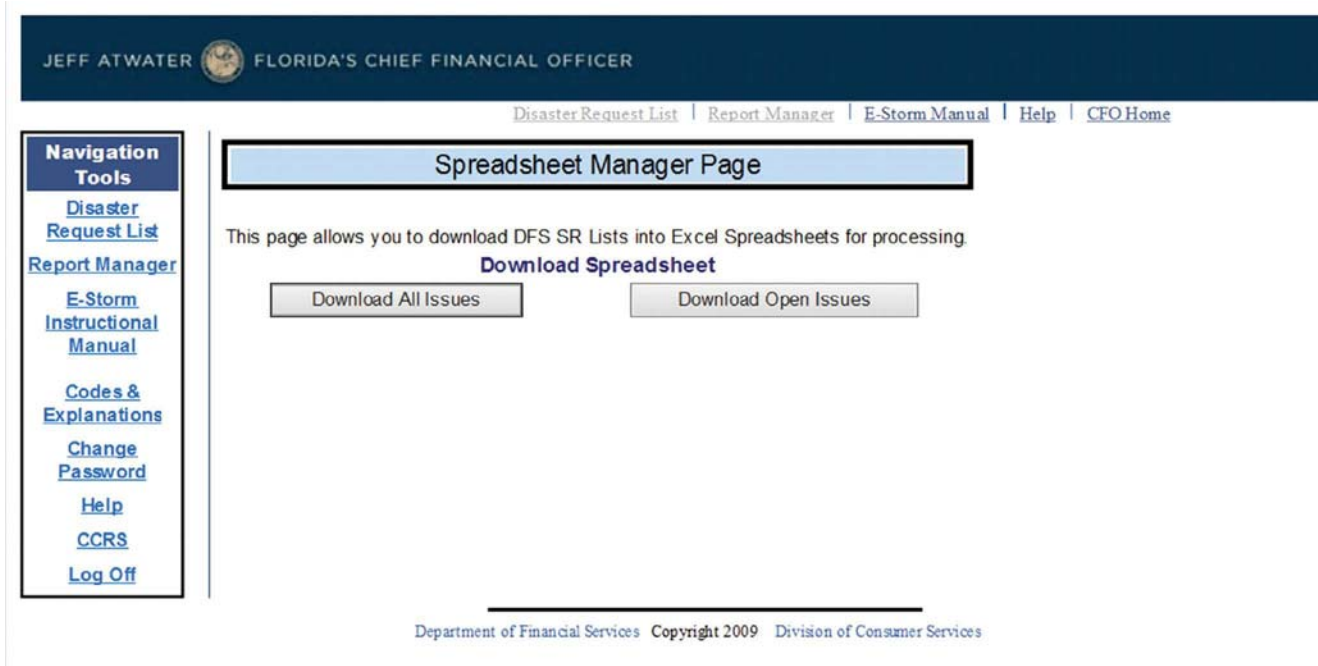 JEFF ATWATER FLORIDA'S CHIEF FINANCIAL OFFICER
Disaster Request List | Report Manager | E-Storm Manual | Help | CFO Home
Navigation
Tools
Disaster
Request List
Report Manager
E-Storm
Instructional
Manual
Codes &
Explanations
Change
Password
Help
CCRS
Log Off
Spreadsheet Manager Page
This page allows you to download DFS SR Lists into Excel Spreadsheets for processing.
Download Spreadsheet
Download All Issues Download Open Issues
Department of Financial Services Copyright 2009 Division of Consumer Services